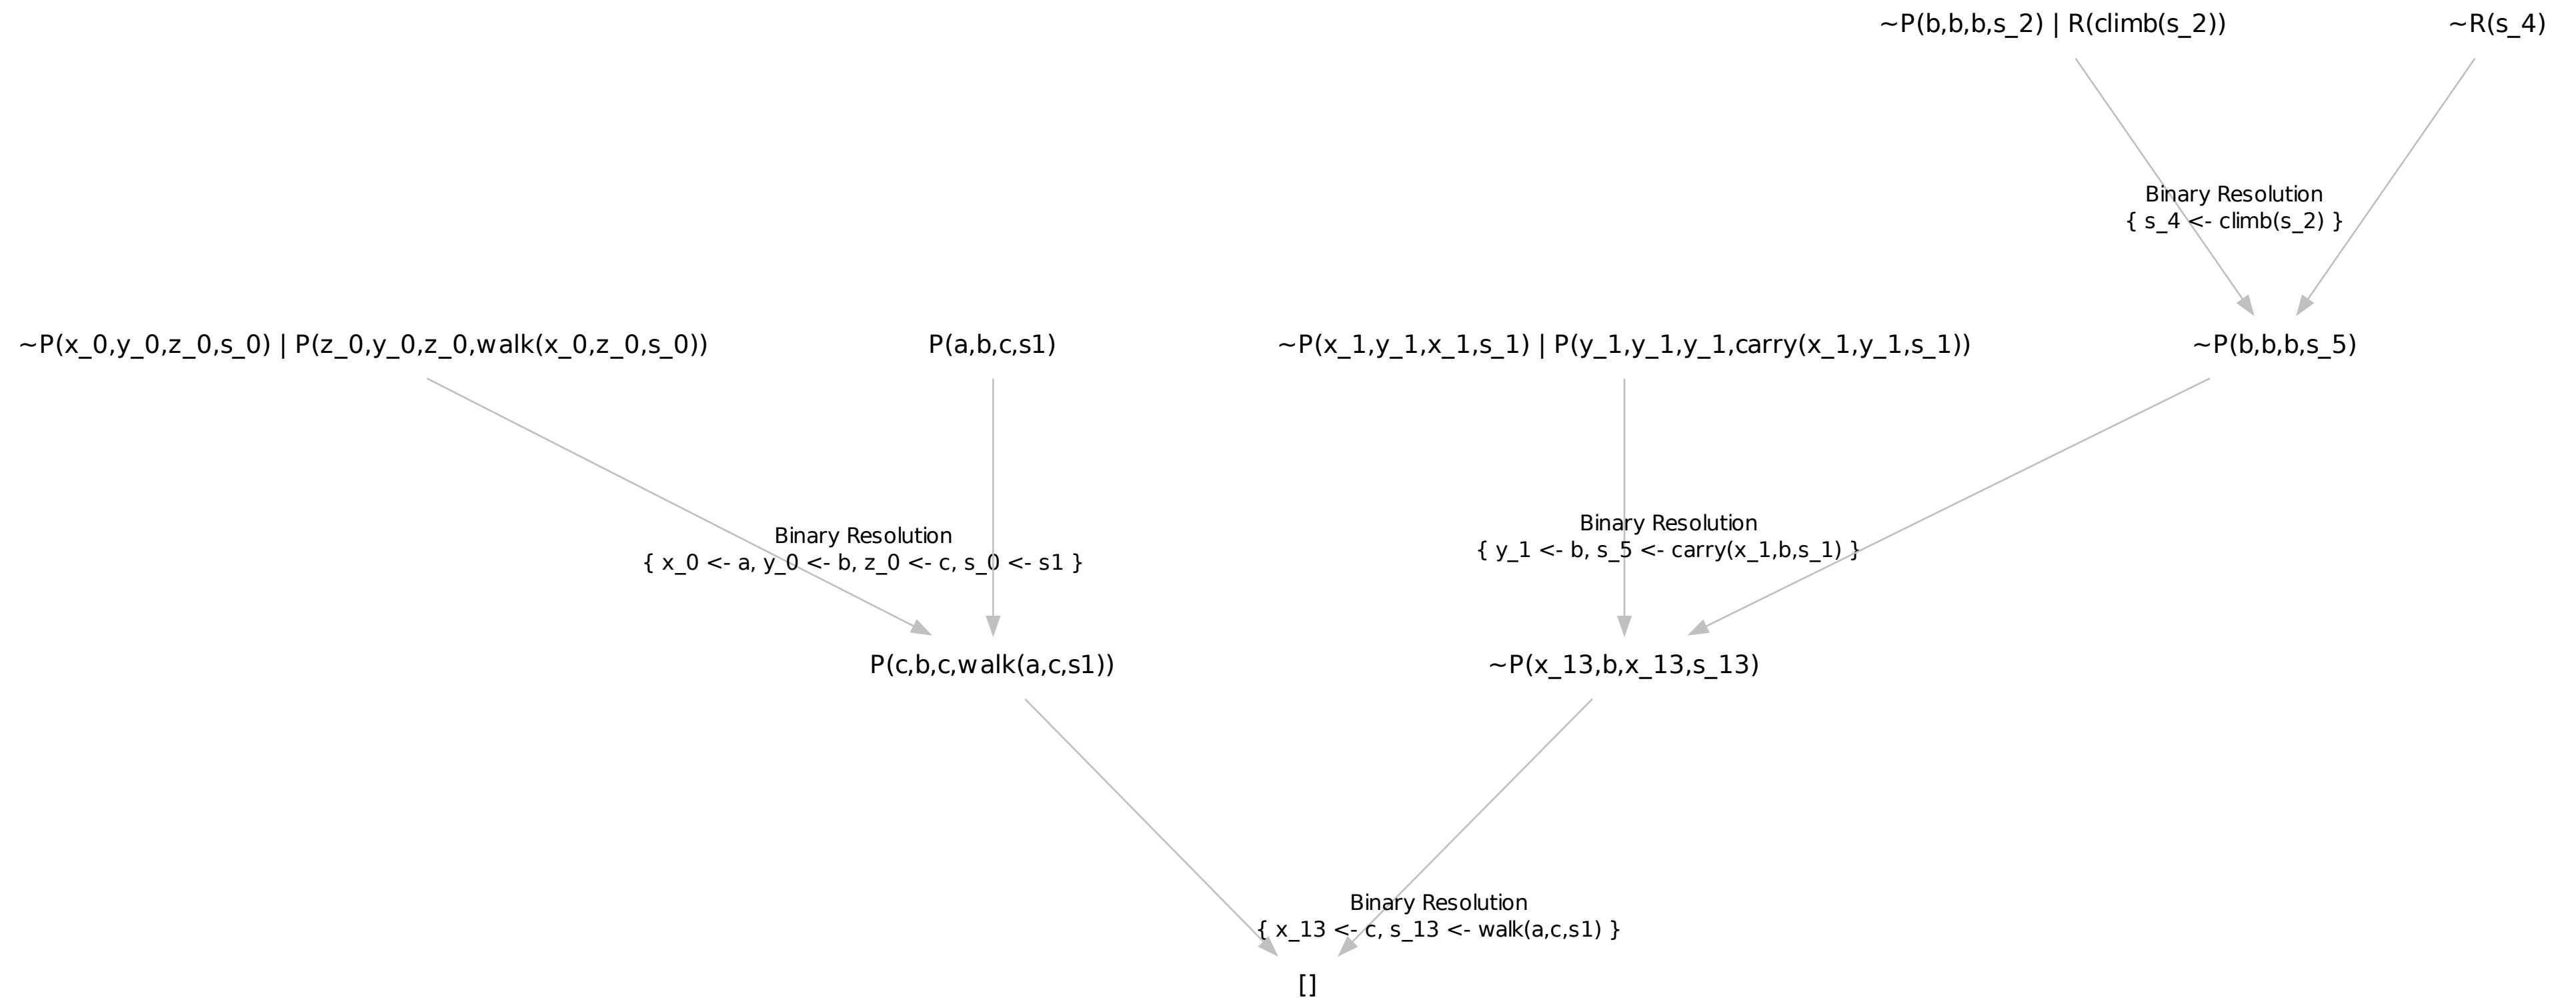 ~P(b,b,b,s_2) | R(climb(s_2))
~R(s_4)
Binary Resolution
{ s_4 <- climb(s_2) }
~P(x_0,y_0,z_0,s_0) | P(z_0,y_0,z_0,walk(x_0,z_0,s_0))
P(a,b,c,s1)
~P(x_1,y_1,x_1,s_1) | P(y_1,y_1,y_1,carry(x_1,y_1,s_1))
~P(b,b,b,s_5)
Binary Resolution
{ x_0 <- a, y_0 <- b, z_0 <- c, s_0 <- s1 }
Binary Resolution
{ y_1 <- b, s_5 <- carry(x_1,b,s_1) }
P(c,b,c,walk(a,c,s1))
~P(x_13,b,x_13,s_13)
Binary Resolution
{ x_13 <- c, s_13 <- walk(a,c,s1) }
[]